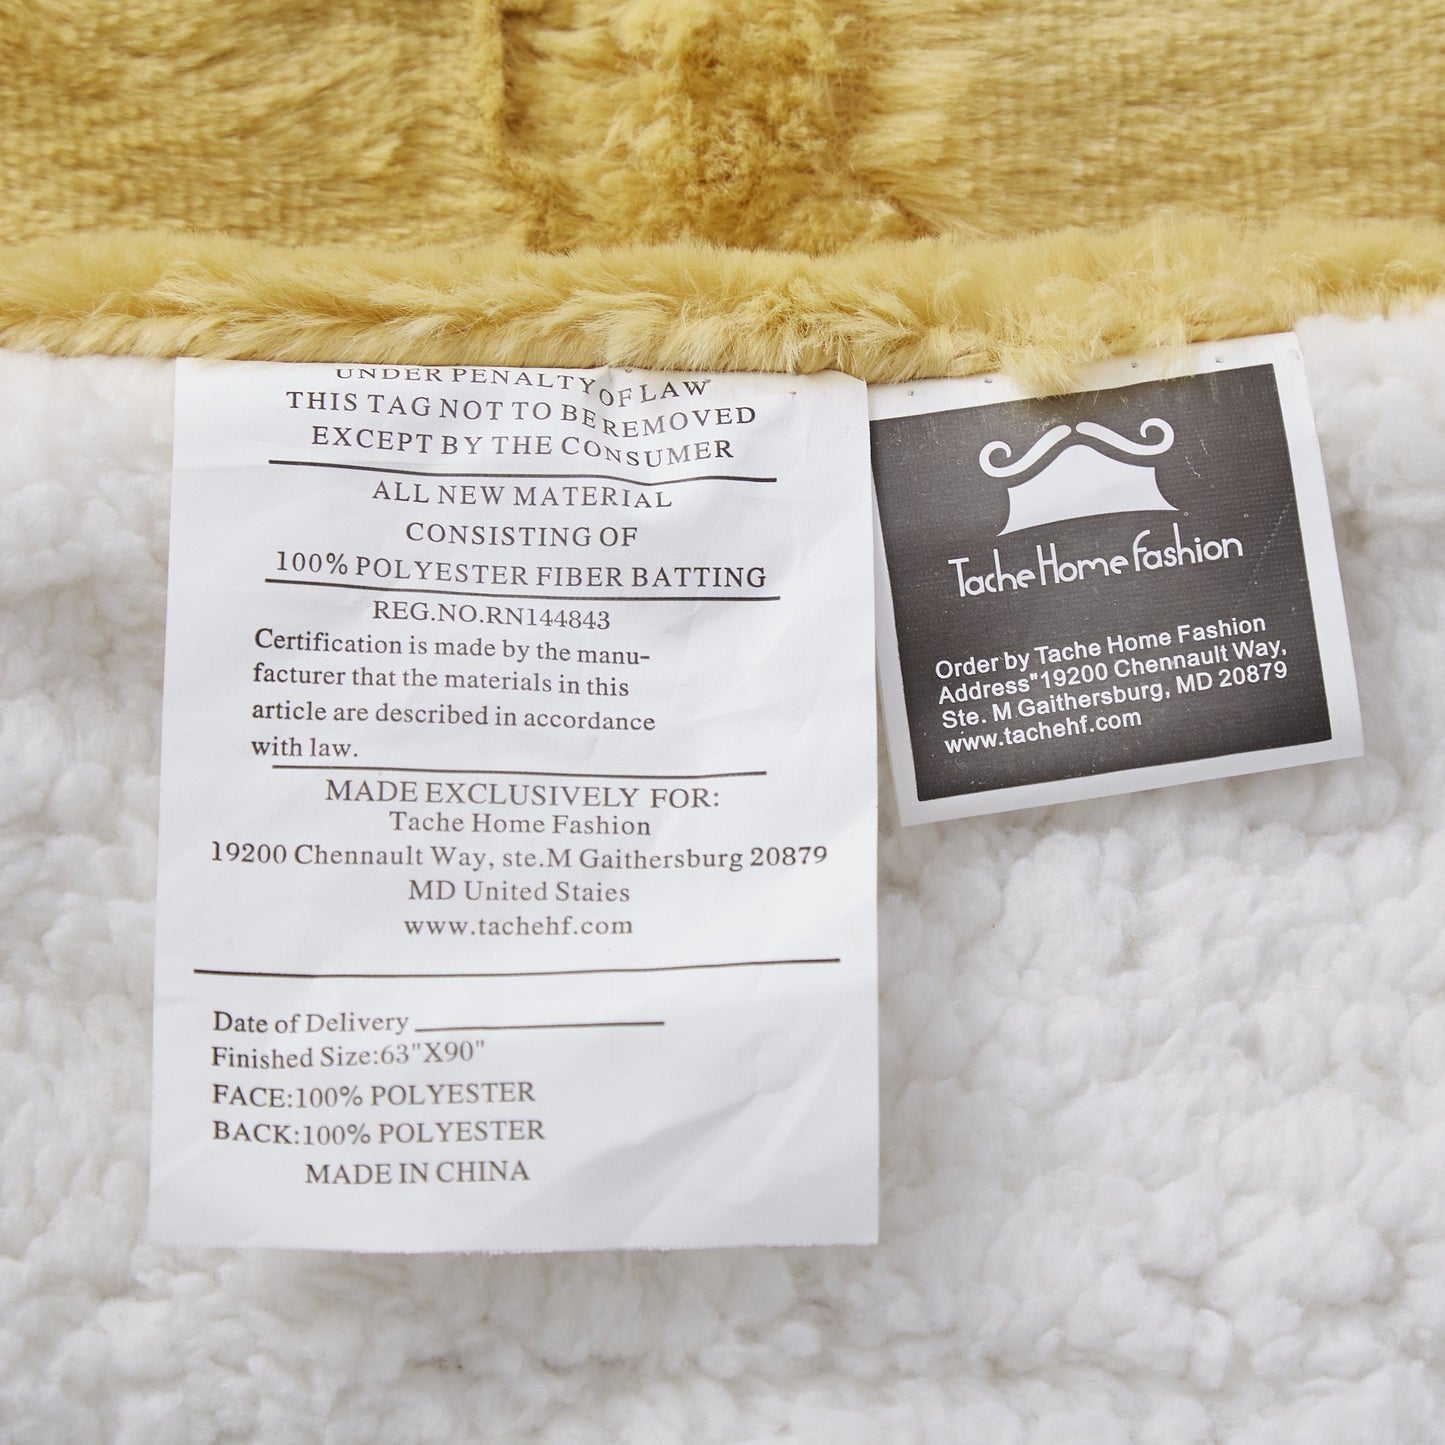 UNDER PENALTY OF LAW
THIS TAG NOT TO BE REMOVED
EXCEPT BY THE CONSUMER
ALL NEW MATERIAL
CONSISTING OF
100% POLYESTER FIBER BATTING
REG.NO.RN144843
Certification is made by the manu-
facturer that the materials in this
article are described in accordance
with law.
MADE EXCLUSIVELY FOR:
Tache Home Fashion
19200 Chennault Way, ste.M Gaithersburg 20879
MD United Staies
www.tachehf.com
Date of Delivery
Finished Size:63"X90"
FACE:100% POLYESTER
BACK:100% POLYESTER
MADE IN CHINA
Tache Home Fashion
Order by Tache Home Fashion
Address"19200 Chennault Way,
Ste. M Gaithersburg, MD 20879
www.tachehf.com